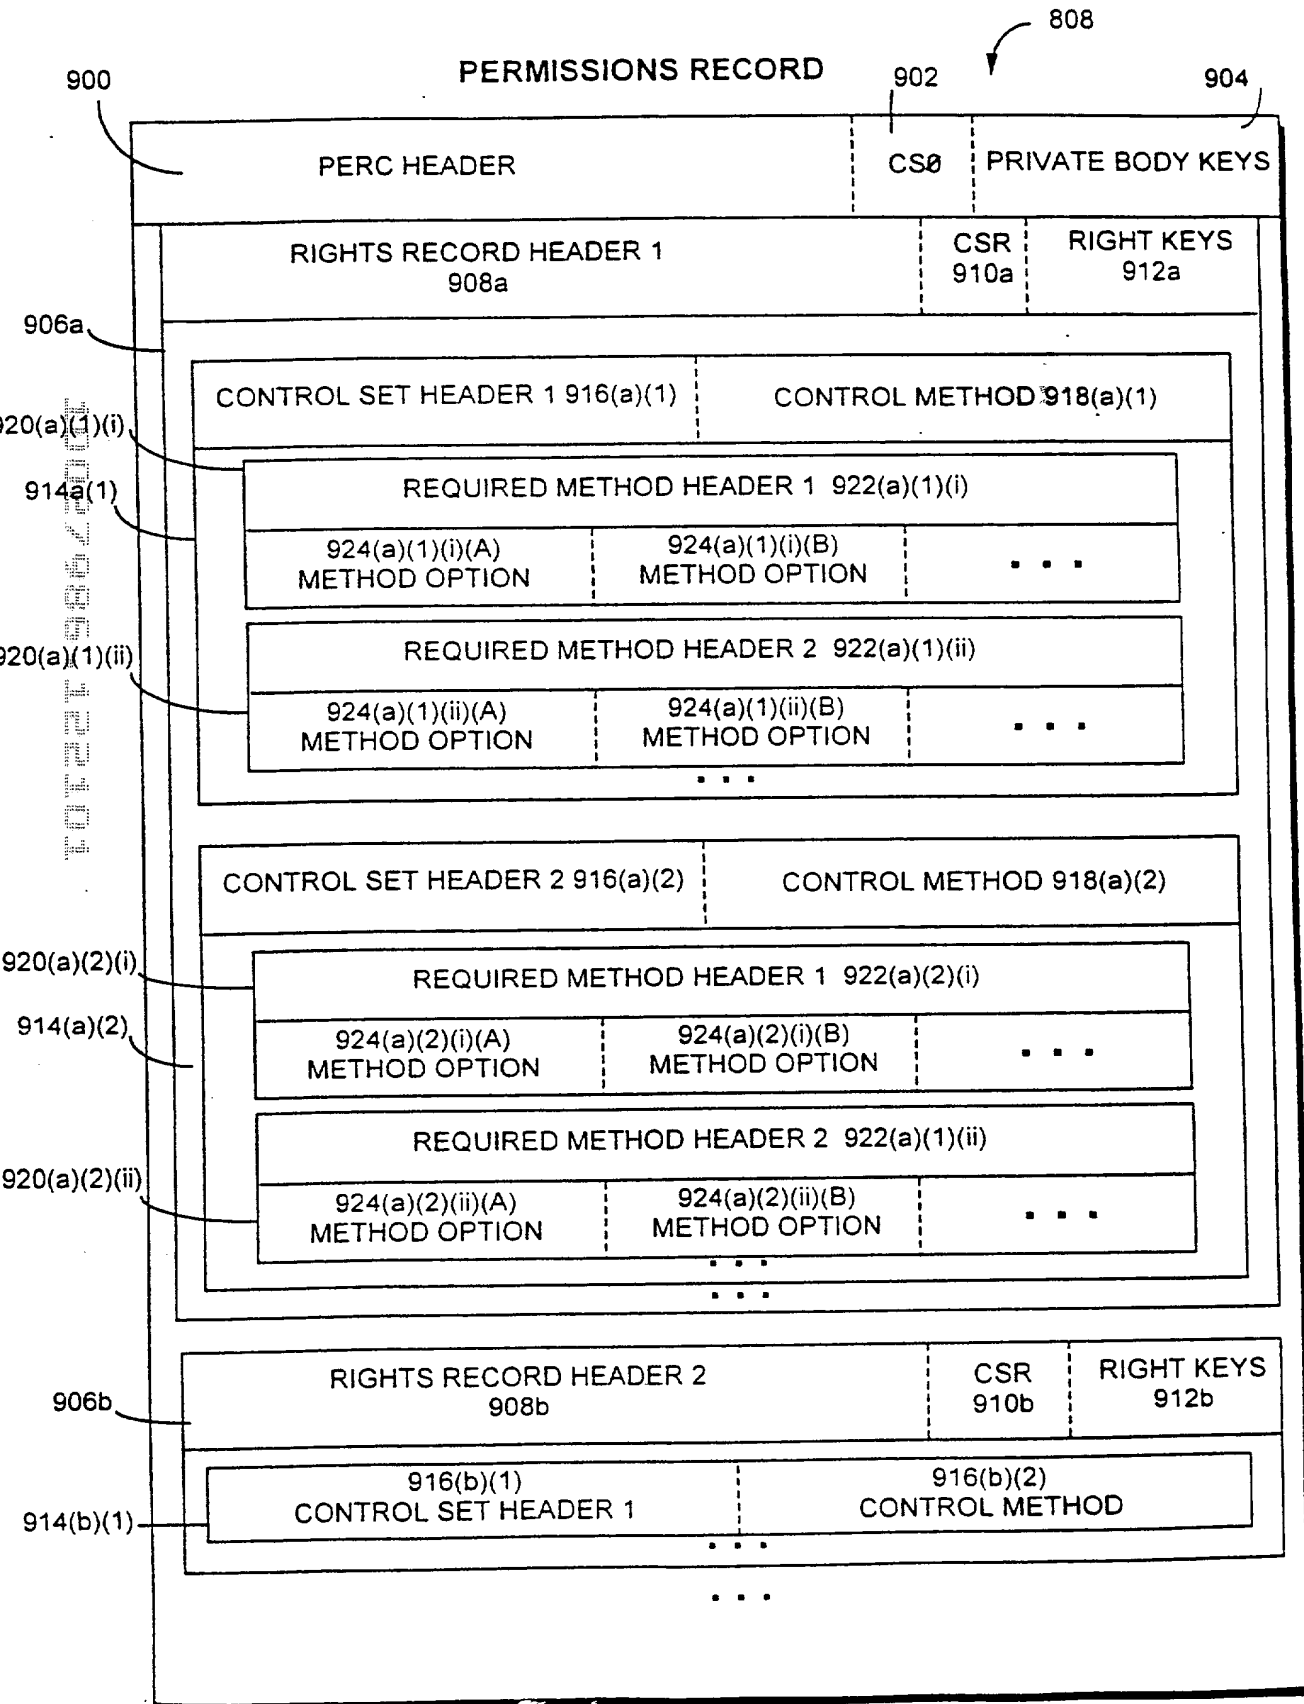 808
PERMISSIONS RECORD
900
902
904
PERC HEADER
CS0
PRIVATE BODY KEYS
RIGHTS RECORD HEADER 1
908a
CSR
910a
RIGHT KEYS
912a
906a
CONTROL SET HEADER 1 916(a)(1)
CONTROL METHOD 918(a)(1)
920(a)(1)(i)
REQUIRED METHOD HEADER 1 922(a)(1)(i)
914a(1)
924(a)(1)(i)(A)
METHOD OPTION
924(a)(1)(i)(B)
METHOD OPTION
. . .
920(a)(1)(ii)
REQUIRED METHOD HEADER 2 922(a)(1)(ii)
924(a)(1)(ii)(A)
METHOD OPTION
924(a)(1)(ii)(B)
METHOD OPTION
. . .
. . .
CONTROL SET HEADER 2 916(a)(2)
CONTROL METHOD 918(a)(2)
920(a)(2)(i)
REQUIRED METHOD HEADER 1 922(a)(2)(i)
914(a)(2)
924(a)(2)(i)(A)
METHOD OPTION
924(a)(2)(i)(B)
METHOD OPTION
. . .
REQUIRED METHOD HEADER 2 922(a)(1)(ii)
920(a)(2)(ii)
924(a)(2)(ii)(A)
METHOD OPTION
924(a)(2)(ii)(B)
METHOD OPTION
. . .
. . .
. . .
906b
RIGHTS RECORD HEADER 2
908b
CSR
910b
RIGHT KEYS
912b
914(b)(1)
916(b)(1)
CONTROL SET HEADER 1
916(b)(2)
CONTROL METHOD
. . .
. . .